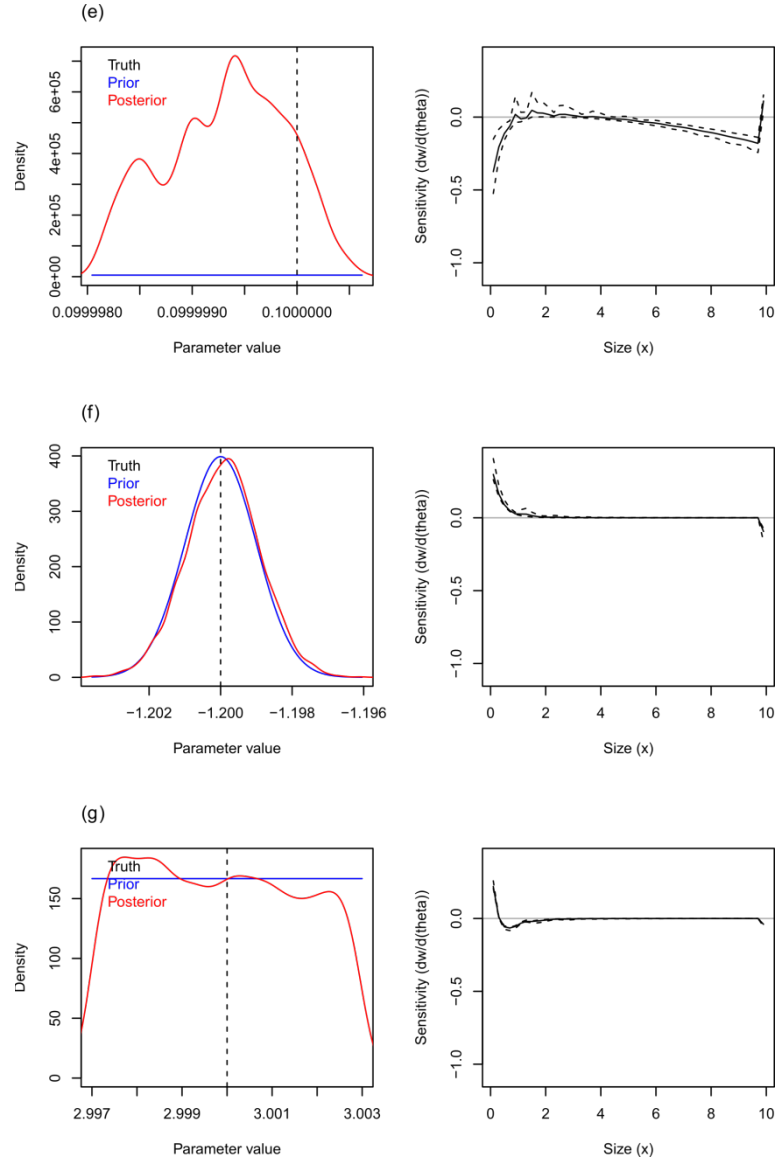 (e)
Truth
Prior
Posterior
Density
0e+00 2e+05 4e+05 6e+05
0.0999980 0.0999990 0.1000000
Parameter value
Sensitivity (dw/d(theta))
0.0 −0.5 −1.0
0 2 4 6 8 10
Size (x)
(f)
Truth
Prior
Posterior
Density
0 100 200 300 400
−1.202 −1.200 −1.198 −1.196
Parameter value
Sensitivity (dw/d(theta))
0.0 −0.5 −1.0
0 2 4 6 8 10
Size (x)
(g)
Truth
Prior
Posterior
Density
0 50 100 150
2.997 2.999 3.001 3.003
Parameter value
Sensitivity (dw/d(theta))
0.0 −0.5 −1.0
0 2 4 6 8 10
Size (x)